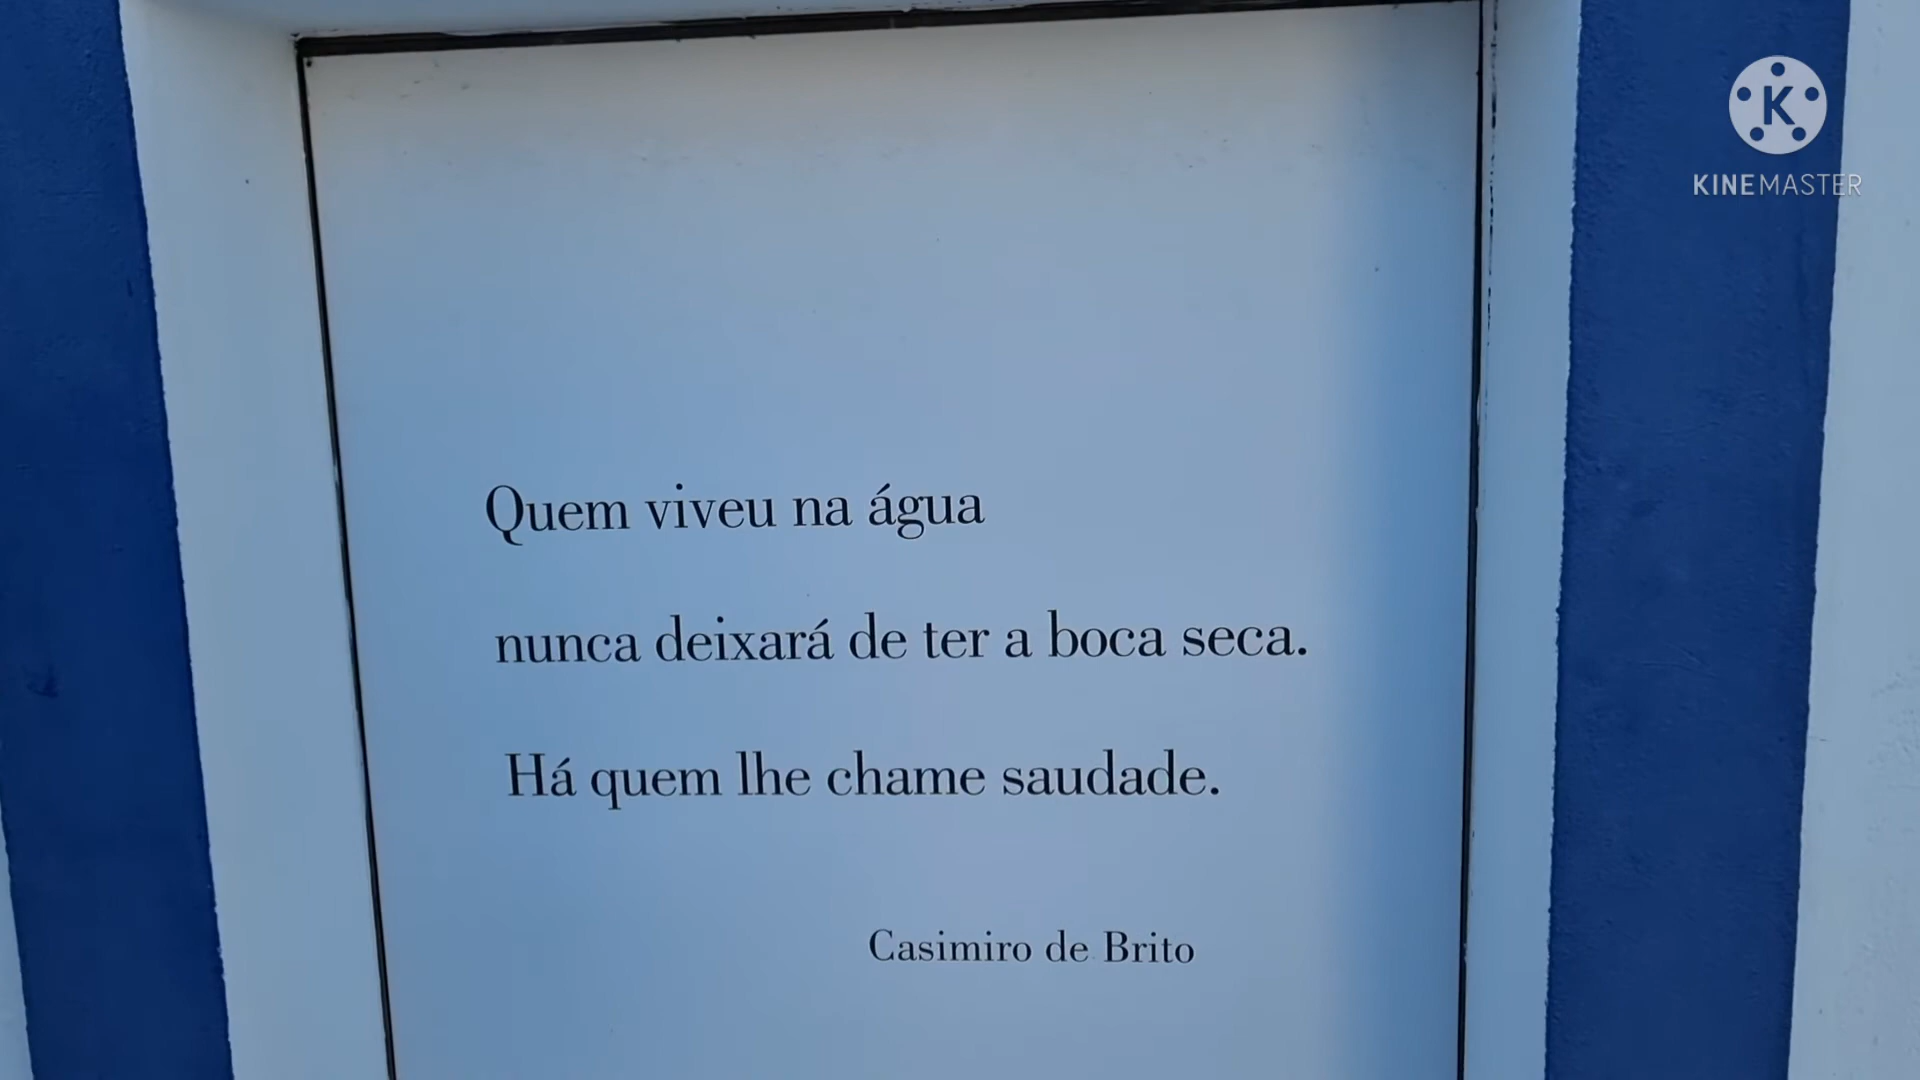 KINEMASTER
Quem viveu na água
nunca deixará de ter a boca seca.
Há quem lhe chame saudade.
Casimiro de Brito